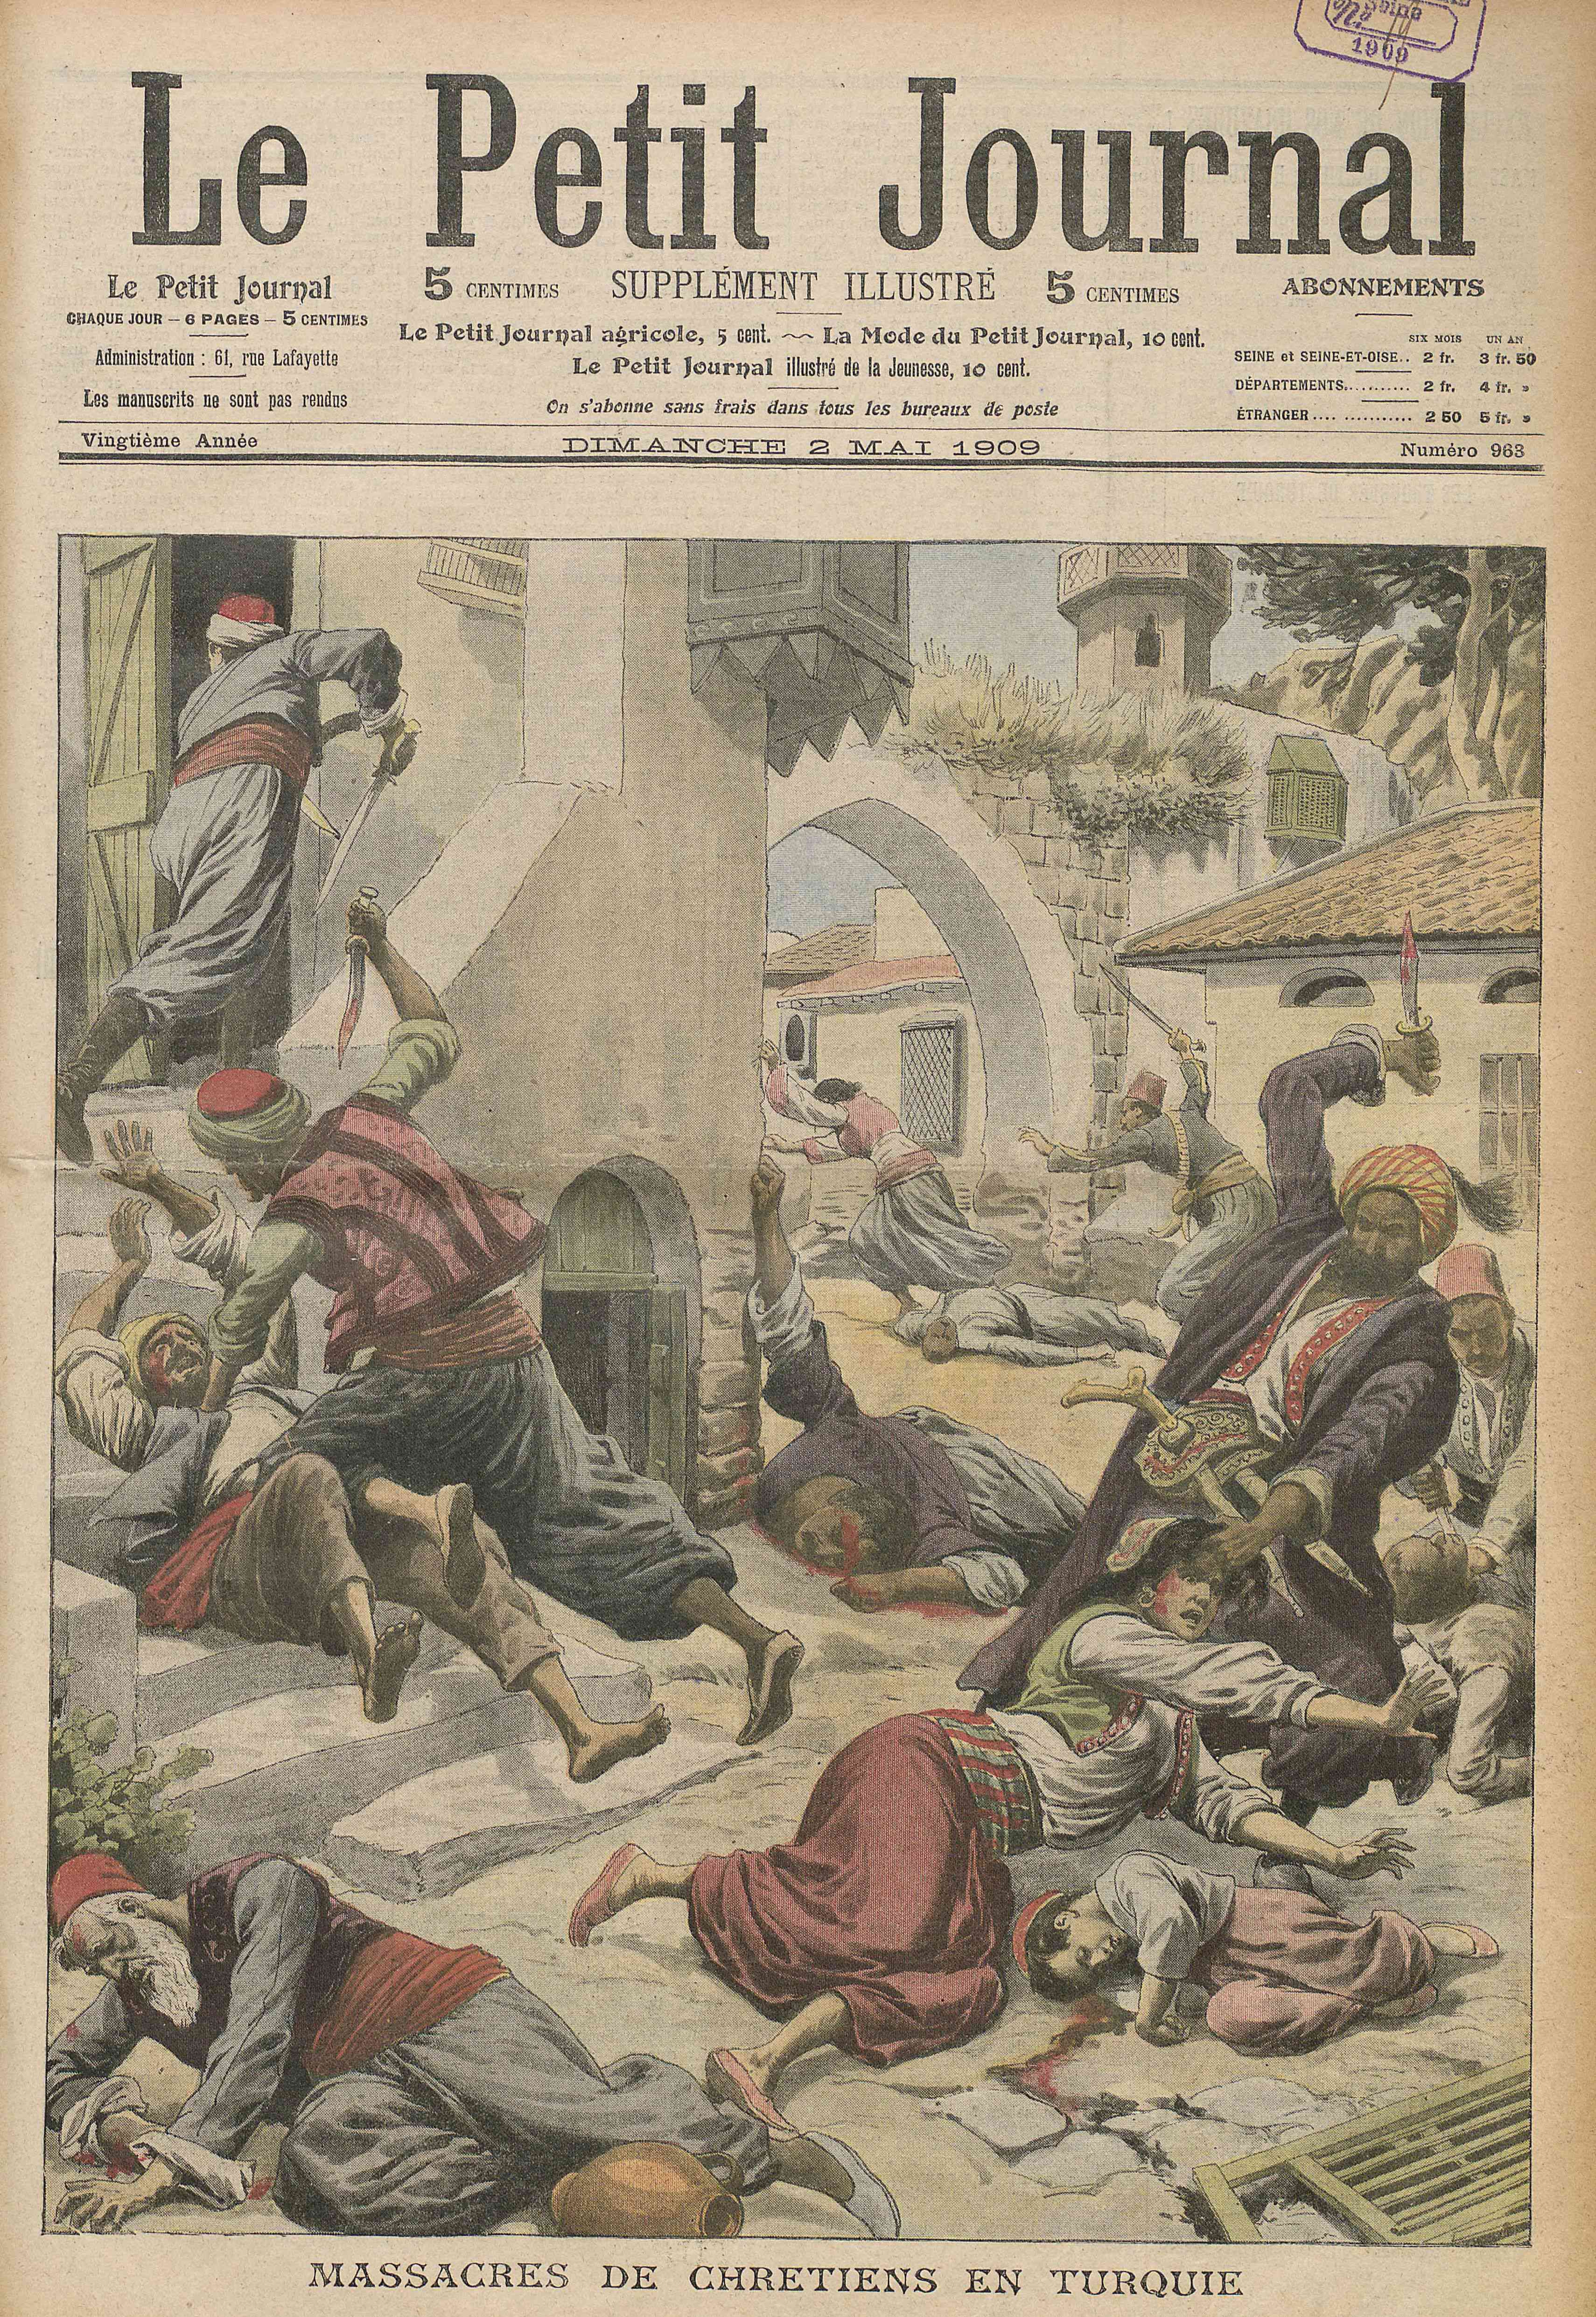 1909
Le Petit Journal
Le Petit Journal
CHAQUE JOUR — 6 PAGES — 5 CENTIMES
Administration : 61, rue Lafayette
Les manuscrits ne sont pas rendus
5 CENTIMES SUPPLÉMENT ILLUSTRÉ 5 CENTIMES
Le Petit Journal agricole, 5 cent. ~~ La Mode du Petit Journal, 10 cent.
Le Petit Journal illustré de la Jeunesse, 10 cent.
On s'abonne sans frais dans tous les bureaux de poste
ABONNEMENTS
SIX MOIS UN AN
SEINE et SEINE-ET-OISE.. 2 fr. 3 fr. 50
DÉPARTEMENTS........... 2 fr. 4 fr. »
ÉTRANGER .... ........... 2 50 5 fr. »
Vingtième Année
DIMANCHE 2 MAI 1909
Numéro 963
MASSACRES DE CHRETIENS EN TURQUIE